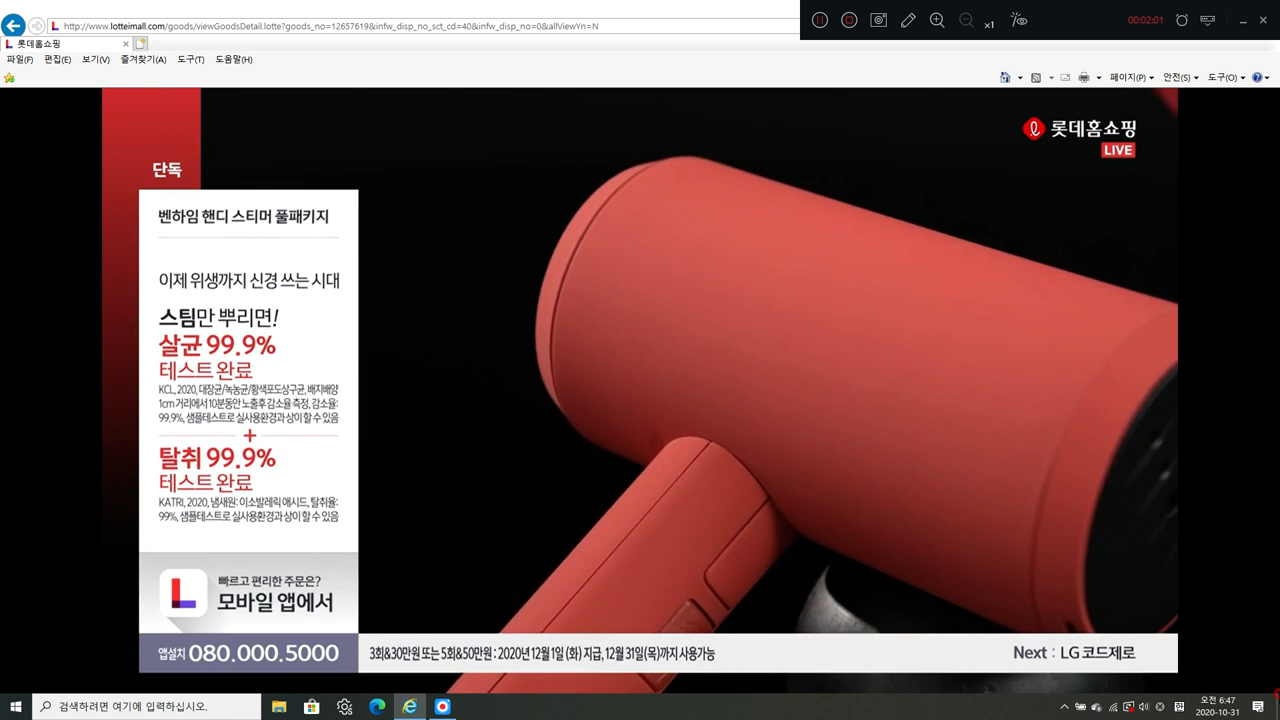 http://www.lotteimall.com/goods/viewGoodsDetail.lotte?goods_no=12657619&infw_disp_no_sct_cd=40&infw_disp_no=0&allViewYn=N
x1
00:02:01
롯데홈쇼핑
파일(F) 편집(E) 보기(V) 즐겨찾기(A) 도구(T) 도움말(H)
페이지(P) 안전(S) 도구(O)
롯데홈쇼핑
LIVE
단독
벤하임 핸디 스티머 풀패키지
이제 위생까지 신경 쓰는 시대
스팀만 뿌리면!
살균 99.9%
테스트 완료
KCL, 2020, 대장균/녹농균/황색포도상구균, 배지배양
1cm 거리에서 10분동안 노출후 감소율 측정, 감소율:
99.9%, 샘플테스트로 실사용환경과 상이 할 수 있음
+
탈취 99.9%
테스트 완료
KATRI, 2020, 냄새원: 이소발레릭 애시드, 탈취율:
99%, 샘플테스트로 실사용환경과 상이 할 수 있음
빠르고 편리한 주문은?
모바일 앱에서
앱설치 080.000.5000
3회&30만원 또는 5회&50만원 : 2020년 12월 1일 (화) 지급, 12월 31일(목)까지 사용가능
Next : LG 코드제로
검색하려면 여기에 입력하십시오.
오전 6:47
2020-10-31